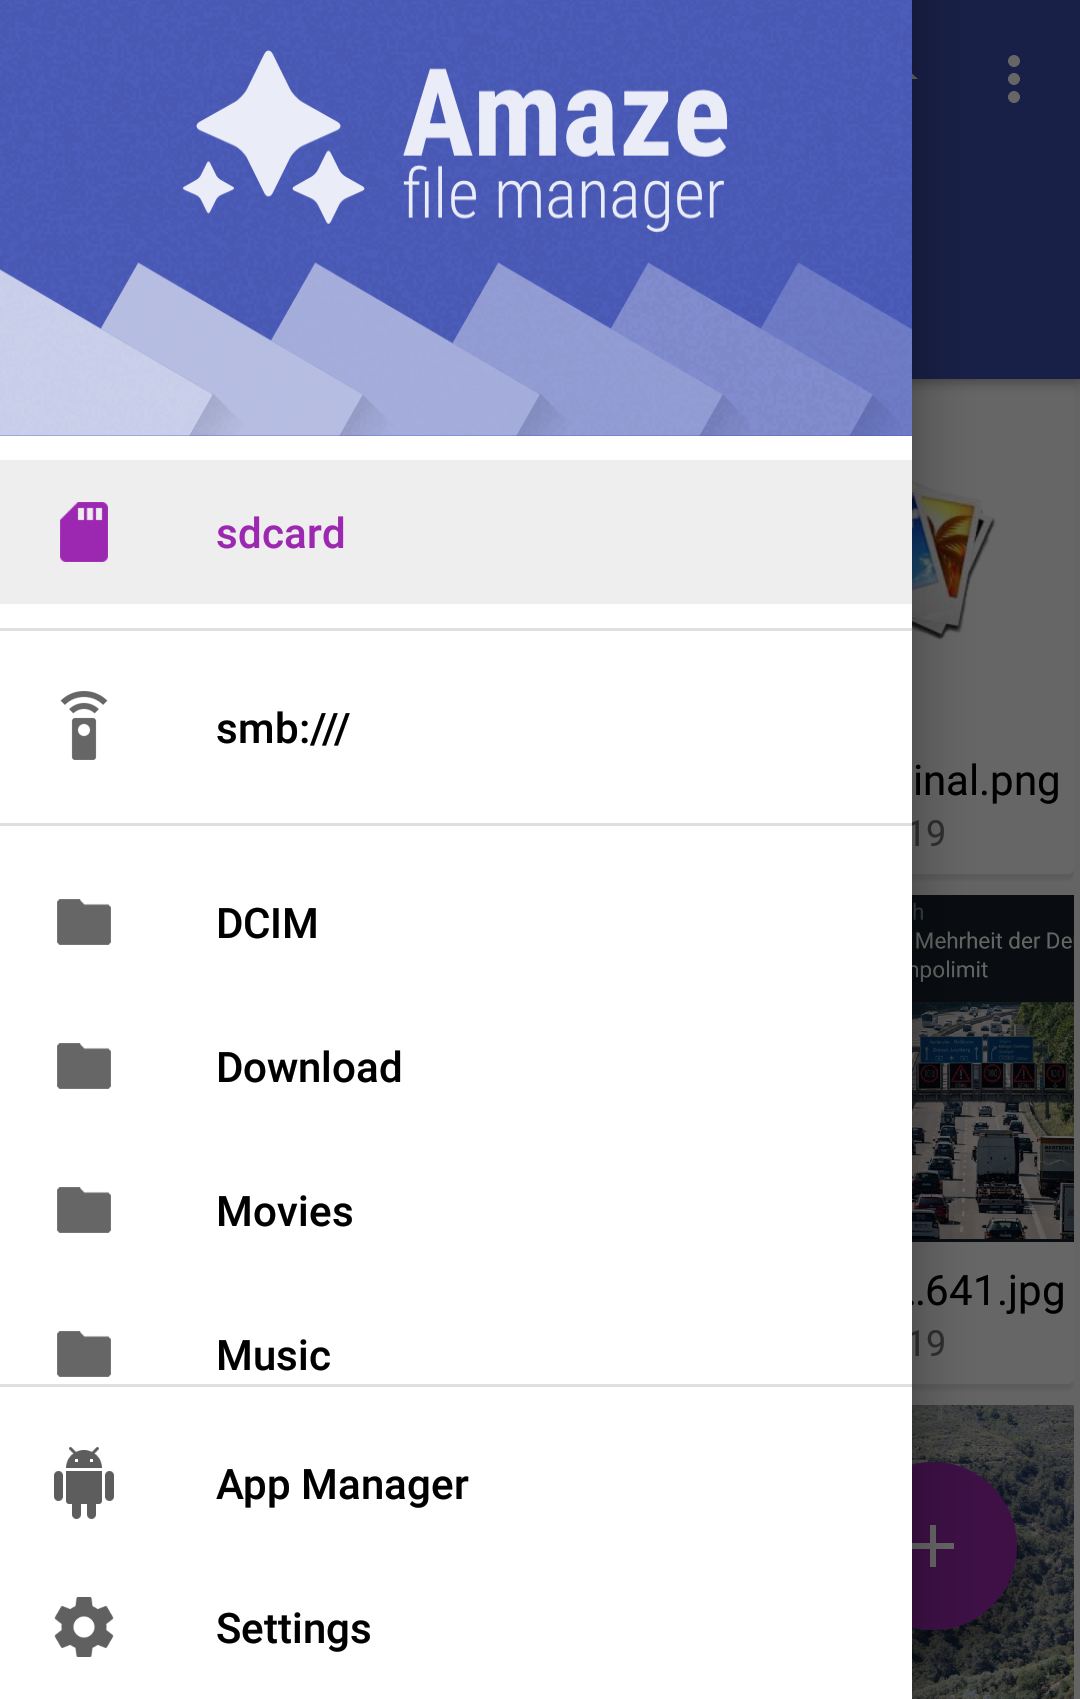 Amaze
file manager
sdcard
smb:///
DCIM
Download
Movies
Music
App Manager
Settings
inal.png
19
h
Mehrheit der De
npolimit
..641.jpg
19